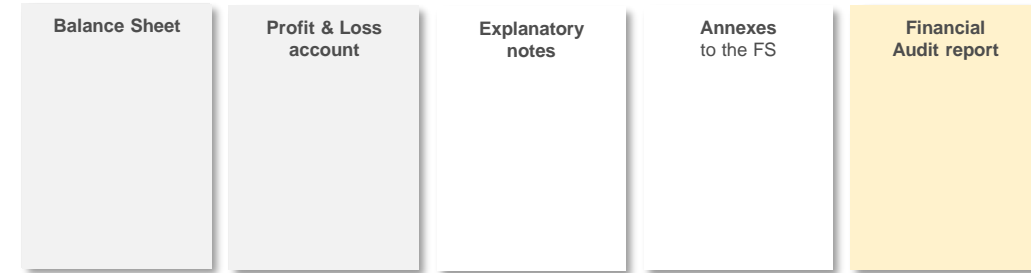 Balance Sheet
Profit & Loss
account
Explanatory
notes
Annexes
to the FS
Financial
Audit report